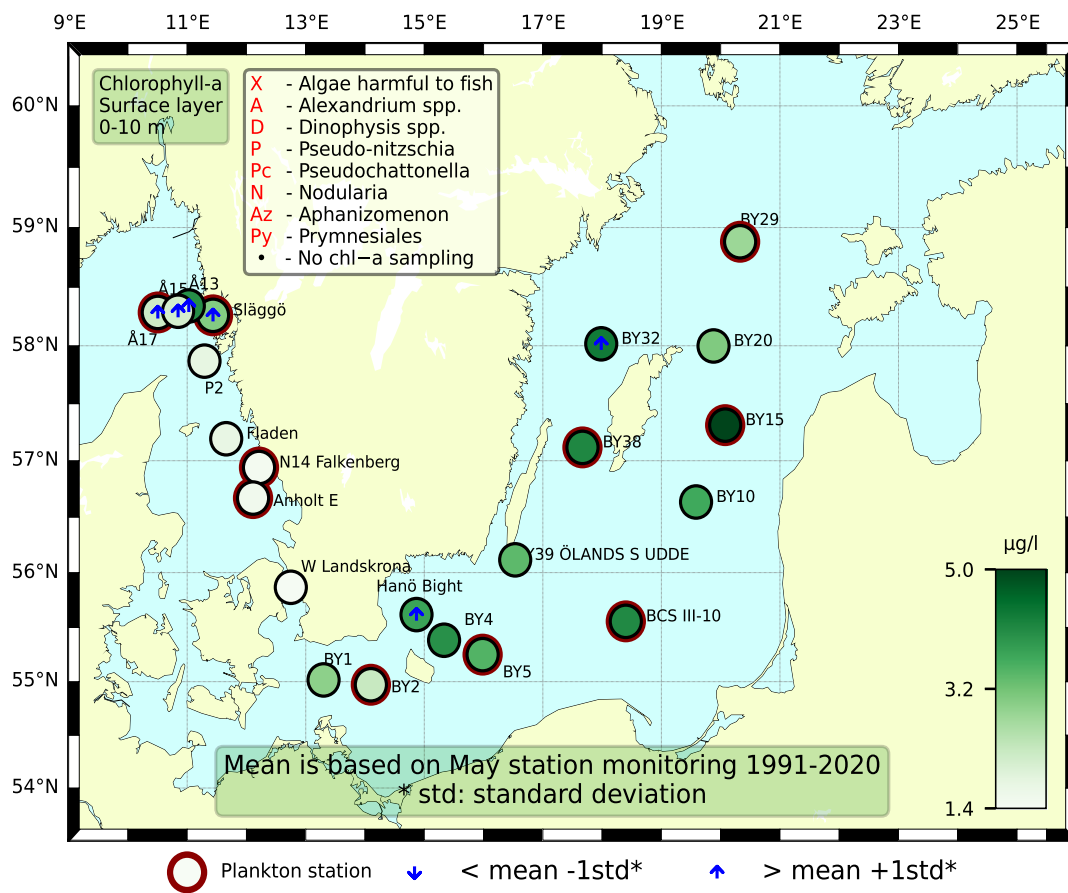 9°E 11°E 13°E 15°E 17°E 19°E 21°E 23°E 25°E
60°N
59°N
58°N
57°N
56°N
55°N
54°N
Chlorophyll-a
Surface layer
0-10 m
X - Algae harmful to fish
A - Alexandrium spp.
D - Dinophysis spp.
P - Pseudo-nitzschia
Pc - Pseudochattonella
N - Nodularia
Az - Aphanizomenon
Py - Prymnesiales
• - No chl−a sampling
BY29
Å13
Å15
Släggö
Å17
BY32
BY20
P2
BY15
Fladen
BY38
N14 Falkenberg
Anholt E
BY10
Y39 ÖLANDS S UDDE
W Landskrona
Hanö Bight
BCS III-10
BY4
BY1
BY5
BY2
µg/l
5.0
3.2
1.4
Mean is based on May station monitoring 1991-2020
* std: standard deviation
Plankton station < mean -1std* > mean +1std*